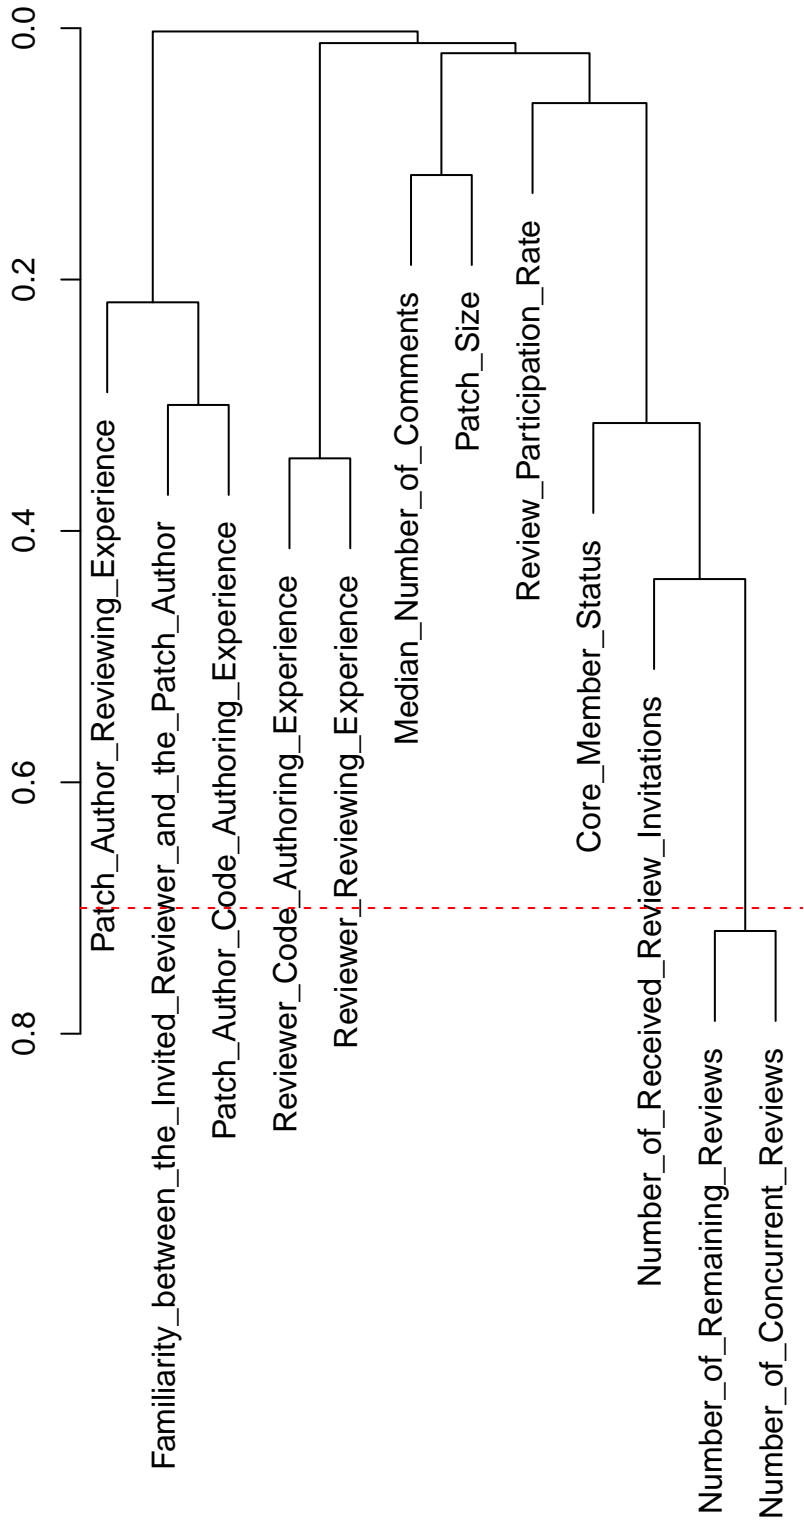 0.0
0.2
0.4
0.6
0.8
Patch_Author_Reviewing_Experience
Familiarity_between_the_Invited_Reviewer_and_the_Patch_Author
Patch_Author_Code_Authoring_Experience
Reviewer_Code_Authoring_Experience
Reviewer_Reviewing_Experience
Median_Number_of_Comments
Patch_Size
Review_Participation_Rate
Core_Member_Status
Number_of_Received_Review_Invitations
Number_of_Remaining_Reviews
Number_of_Concurrent_Reviews